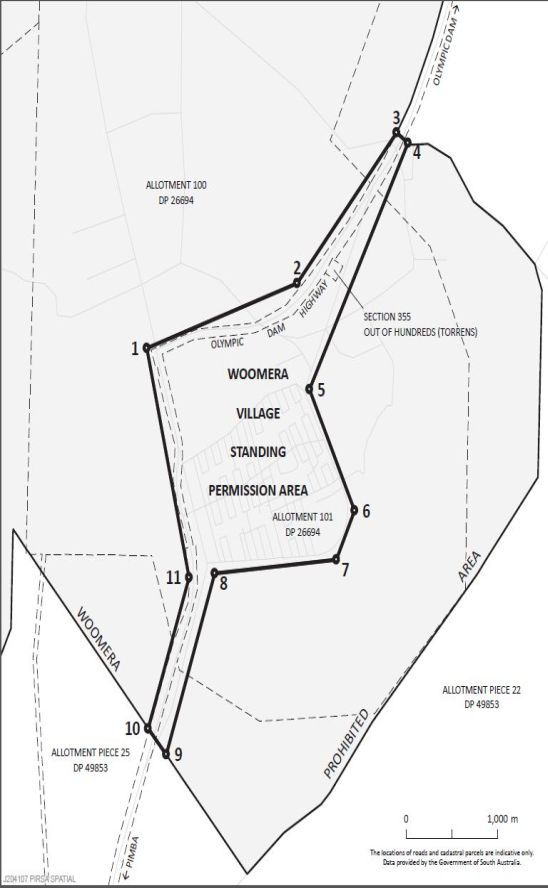 OLYMPIC DAM →
3
4
ALLOTMENT 100
DP 26694
2
HIGHWAY
SECTION 355
OUT OF HUNDREDS (TORRENS)
DAM
OLYMPIC
1
WOOMERA
VILLAGE
STANDING
PERMISSION AREA
5
6
ALLOTMENT 101
DP 26694
7
8
11
WOOMERA
PROHIBITED
AREA
ALLOTMENT PIECE 22
DP 49853
10
9
ALLOTMENT PIECE 25
DP 49853
← PIMBA
0 1,000 m
The locations of roads and cadastral parcels are indicative only.
Data provided by the Government of South Australia.
J204107 PIRSA SPATIAL